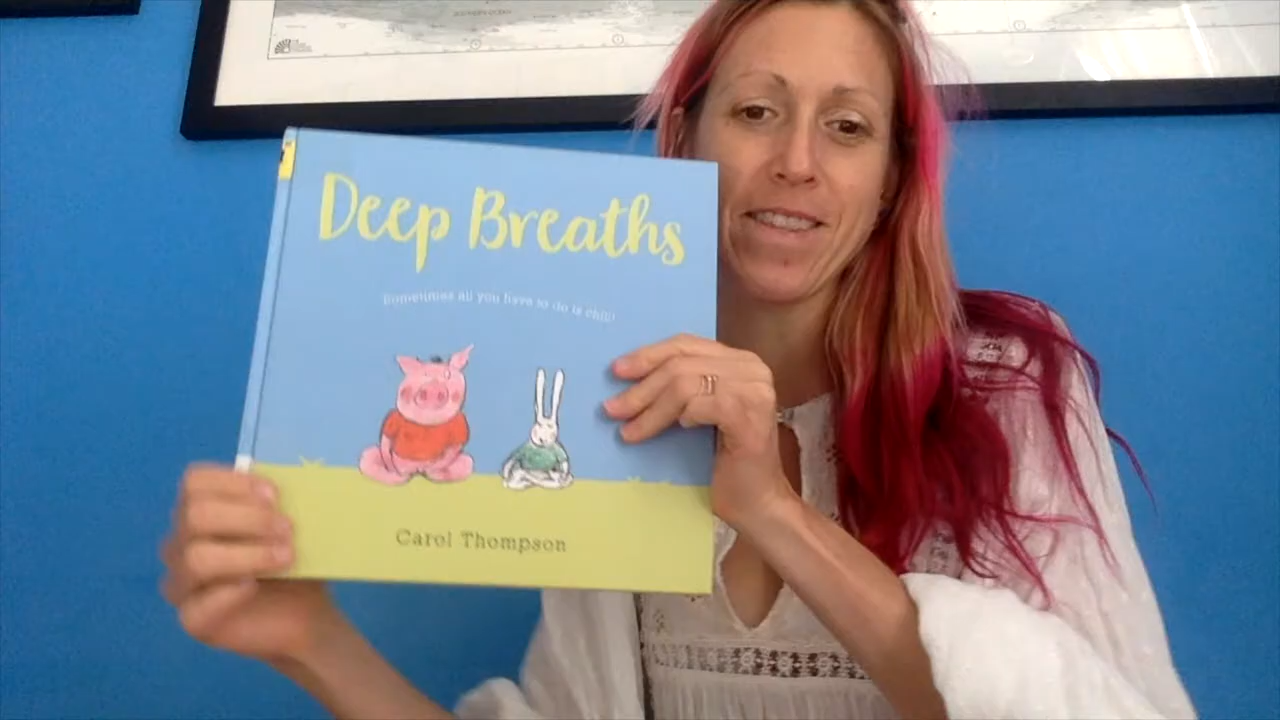 Deep Breaths
Sometimes all you have to do is chill!
Carol Thompson